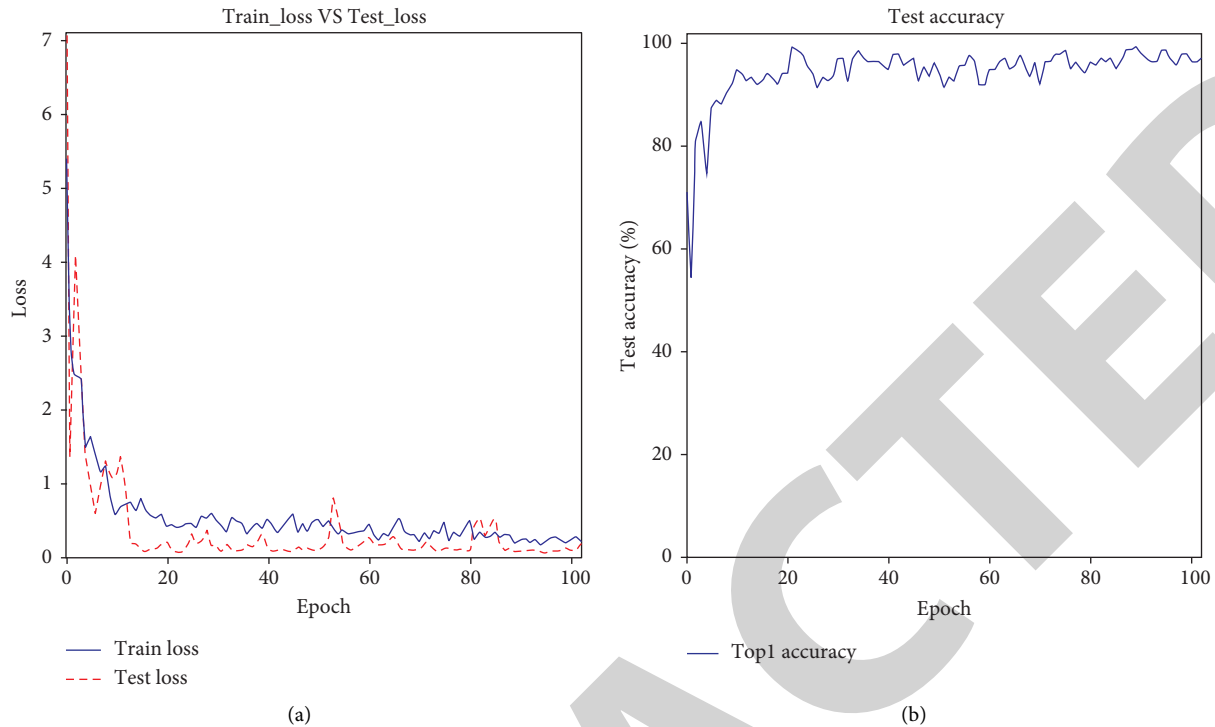 Train_loss VS Test_loss
7
6
5
4
3
2
1
0
Loss
0 20 40 60 80 100
Epoch
Train loss
Test loss
(a)
Test accuracy
100
80
60
40
20
0
Test accuracy (%)
0 20 40 60 80 100
Epoch
Top1 accuracy
(b)
ACTED